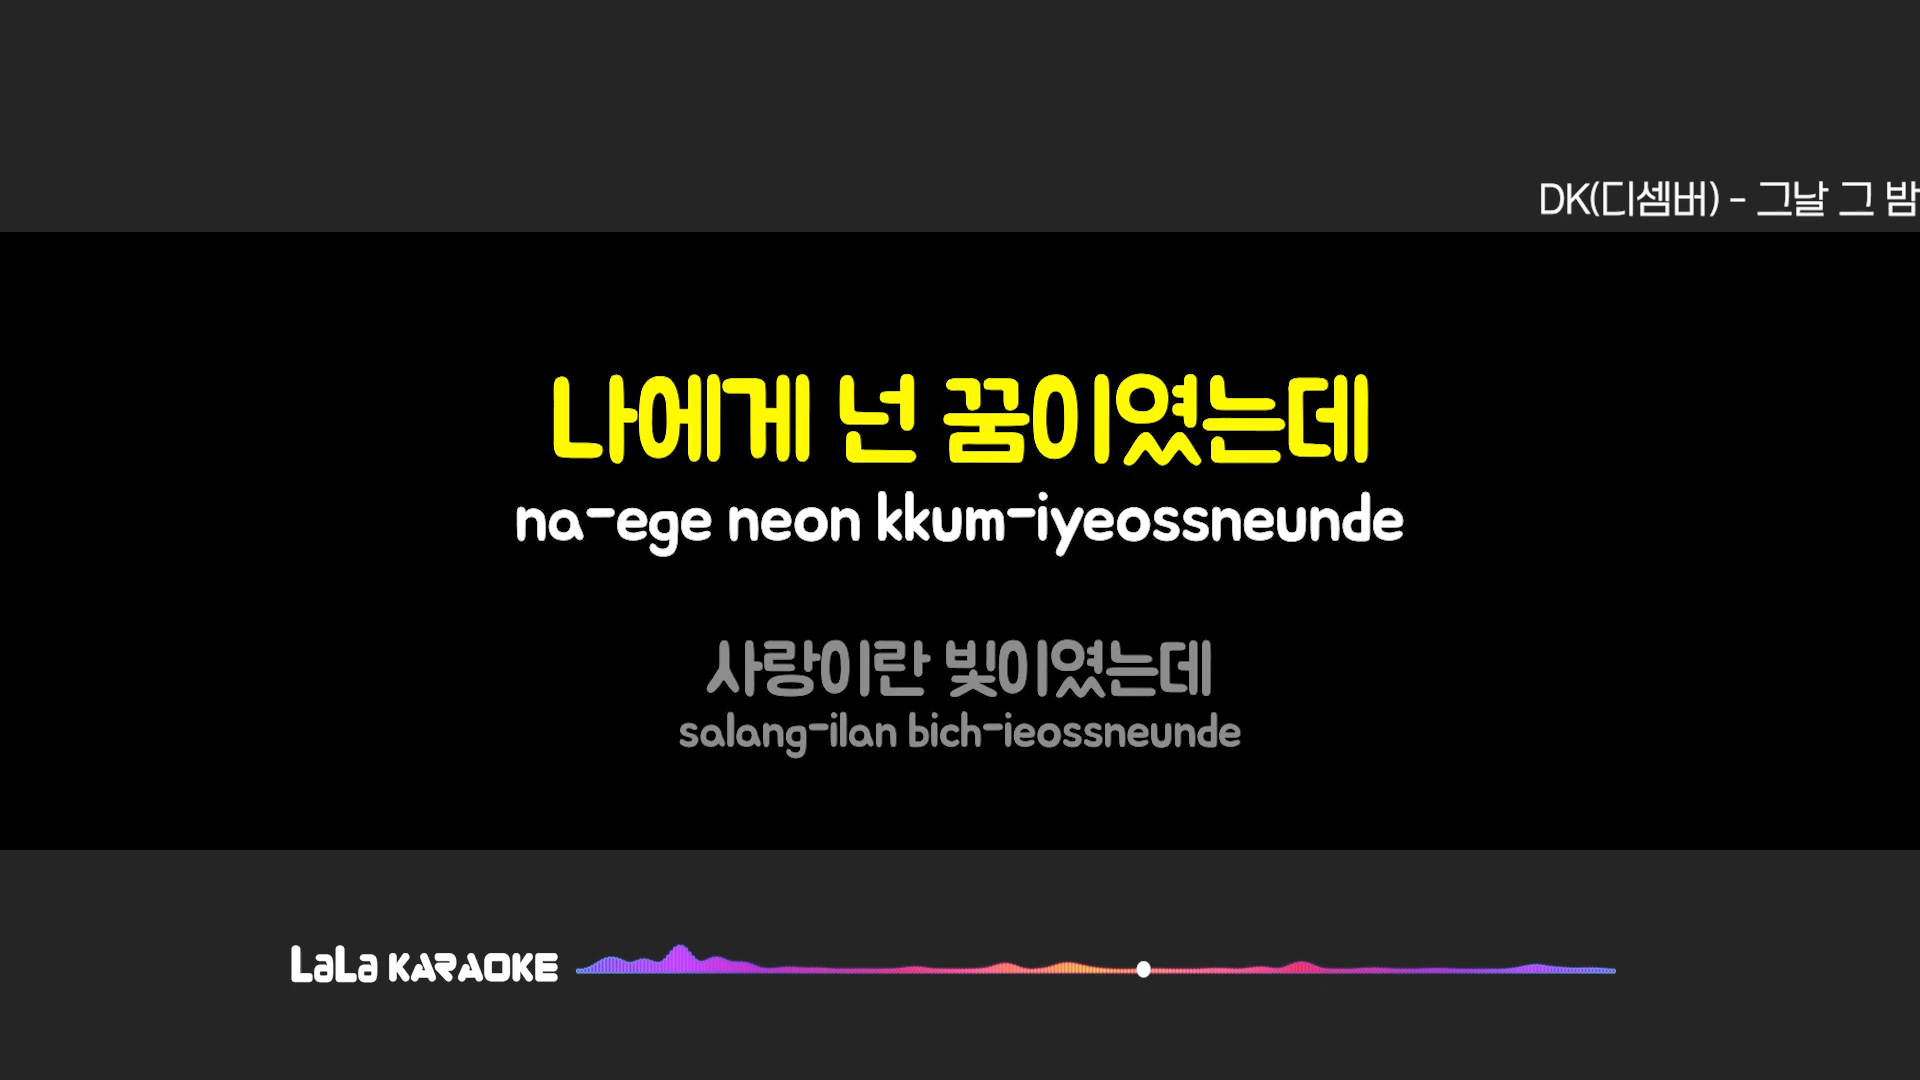 DK(디셈버) - 그날 그 밤
나에게 넌 꿈이였는데
na-ege neon kkum-iyeossneunde
사랑이란 빛이였는데
salang-ilan bich-ieossneunde
LaLa KARAOKE